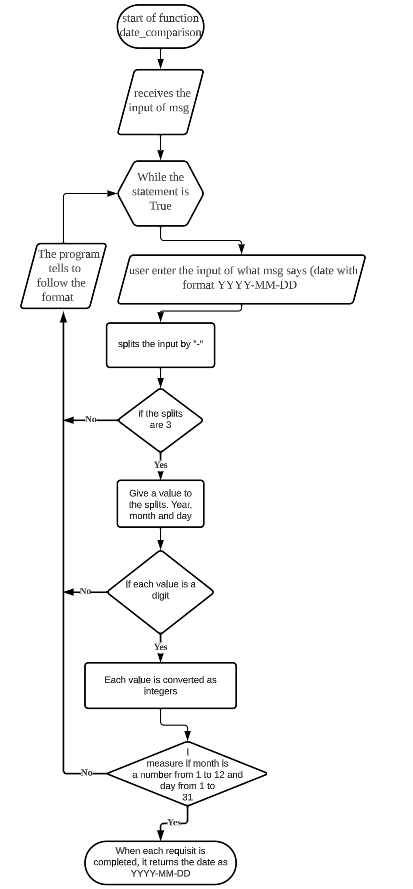 start of function
date_comparison
receives the
input of msg
While the
statement is
True
The program
tells to
follow the
format
user enter the input of what msg says (date with
format YYYY-MM-DD
splits the input by "-"
if the splits
are 3
No
Yes
Give a value to
the splits. Year,
month and day
If each value is a
digit
No
Yes
Each value is converted as
integers
I
measure if month is
a number from 1 to 12 and
day from 1 to
31
No
Yes
When each requisit is
completed, it returns the date as
YYYY-MM-DD